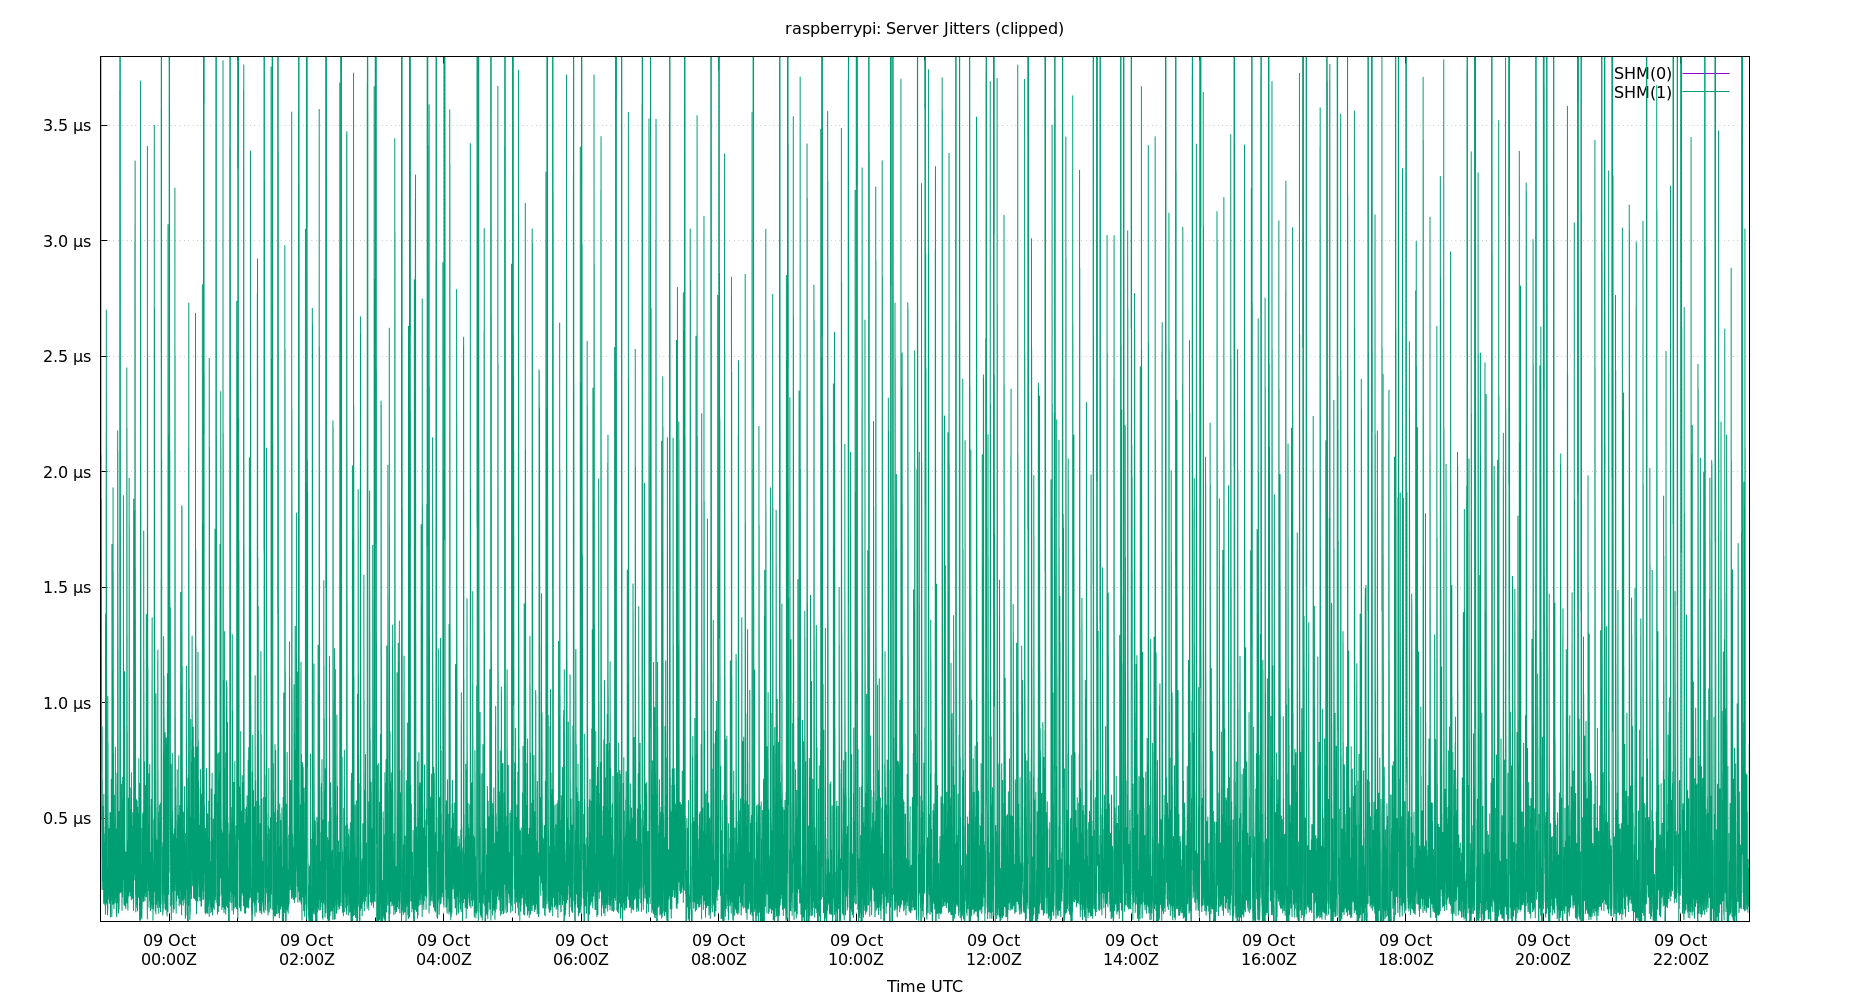 raspberrypi: Server Jitters (clipped)
SHM(0)
SHM(1)
3.5 µs
3.0 µs
2.5 µs
2.0 µs
1.5 µs
1.0 µs
0.5 µs
09 Oct 09 Oct 09 Oct 09 Oct 09 Oct 09 Oct 09 Oct 09 Oct 09 Oct 09 Oct 09 Oct 09 Oct
00:00Z 02:00Z 04:00Z 06:00Z 08:00Z 10:00Z 12:00Z 14:00Z 16:00Z 18:00Z 20:00Z 22:00Z
Time UTC